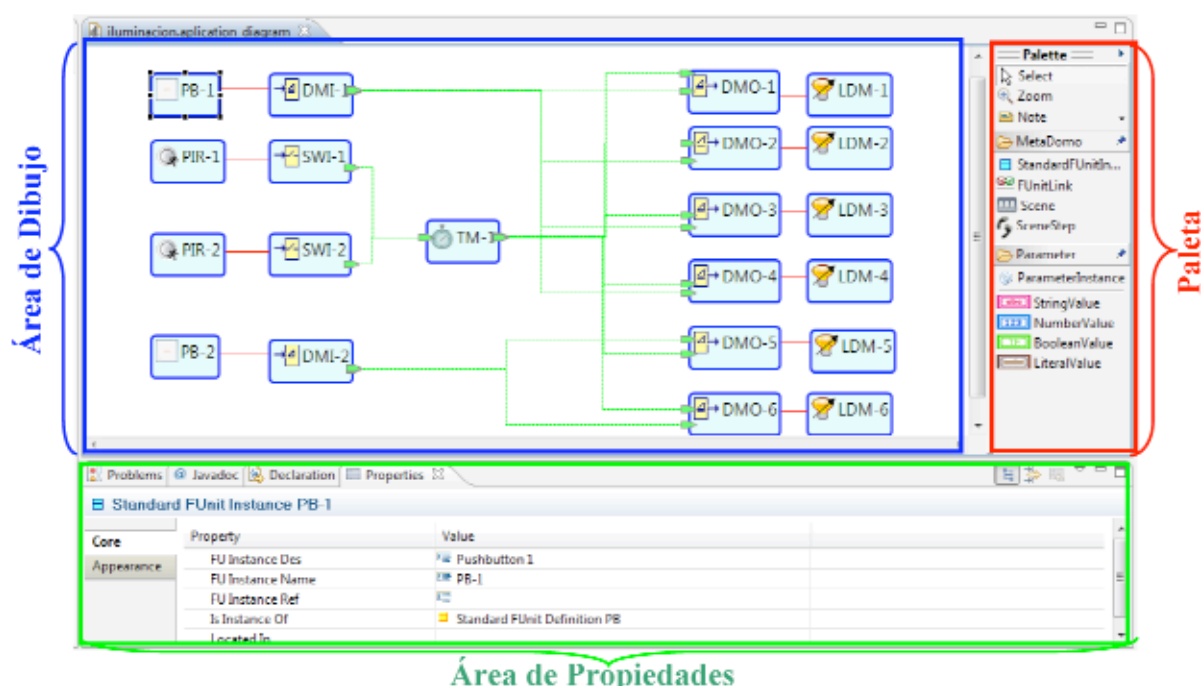 iluminacion.aplication_diagram
Área de Dibujo
PB-1
DMI-1
DMO-1
LDM-1
PIR-1
SWI-1
DMO-2
LDM-2
DMO-3
LDM-3
TM-1
PIR-2
SWI-2
DMO-4
LDM-4
PB-2
DMI-2
DMO-5
LDM-5
DMO-6
LDM-6
Palette
Select
Zoom
Note
MetaDomo
StandardFUnitIn...
FUnitLink
Scene
SceneStep
Parameter
ParameterInstance
StringValue
NumberValue
BooleanValue
LiteralValue
Paleta
Problems @ Javadoc Declaration Properties
Standard FUnit Instance PB-1
Core
Appearance
Property Value
FU Instance Des Pushbutton 1
FU Instance Name PB-1
FU Instance Ref
Is Instance Of Standard FUnit Definition PB
Located In
Área de Propiedades